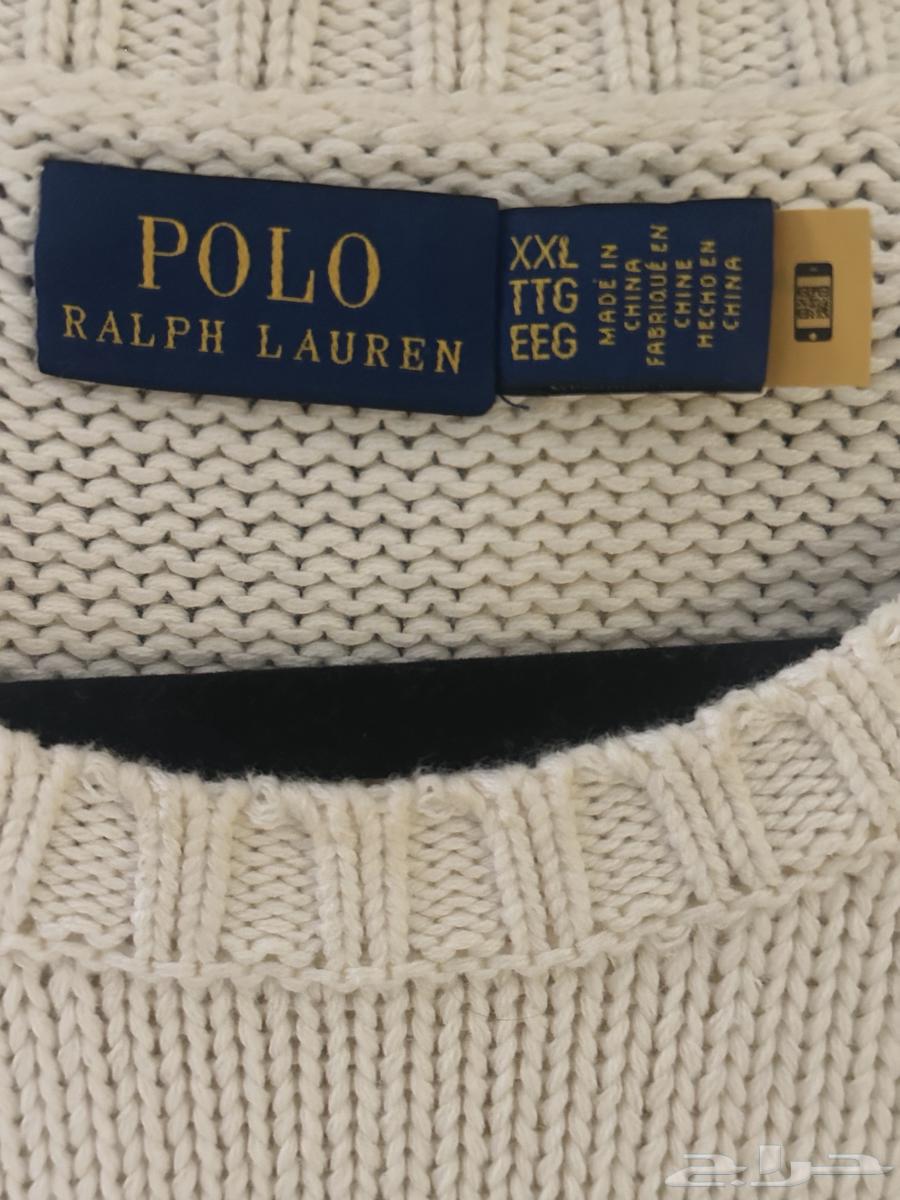 POLO
RALPH LAUREN
XXL
TTG
EEG
MADE IN
CHINA
FABRIQUÉ EN
CHINE
HECHO EN
CHINA
حراج